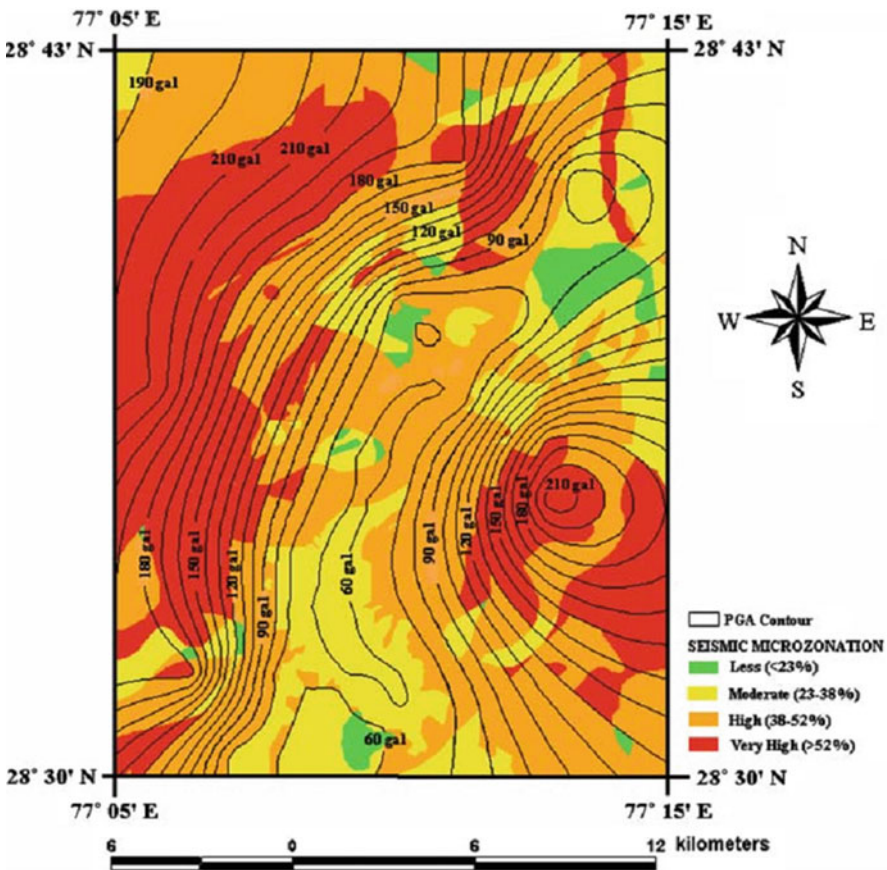 77° 05' E
77° 15' E
28° 43' N
28° 43' N
190 gal
210 gal
210 gal
180 gal
150 gal
120 gal
90 gal
N
W
E
S
210 gal
180 gal
150 gal
120 gal
90 gal
60 gal
90 gal
120 gal
150 gal
180 gal
60 gal
PGA Contour
SEISMIC MICROZONATION
Less (<23%)
Moderate (23-38%)
High (38-52%)
Very High (>52%)
28° 30' N
28° 30' N
77° 05' E
77° 15' E
6 0 6 12 kilometers